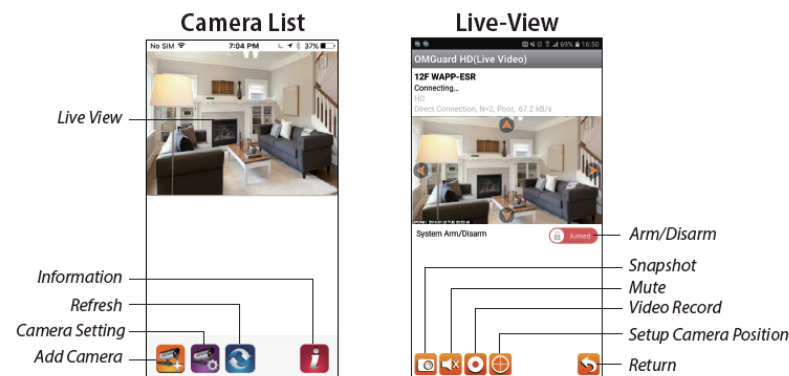 Camera List
No SIM 7:04 PM 37%
Live View
Information
Refresh
Camera Setting
Add Camera
Live-View
69% 16:50
OMGuard HD(Live Video)
12F WAPP-ESR
Connecting...
HD
Direct Connection, N=2, Poor, 67.2 kB/s
System Arm/Disarm
Armed
Arm/Disarm
Snapshot
Mute
Video Record
Setup Camera Position
Return